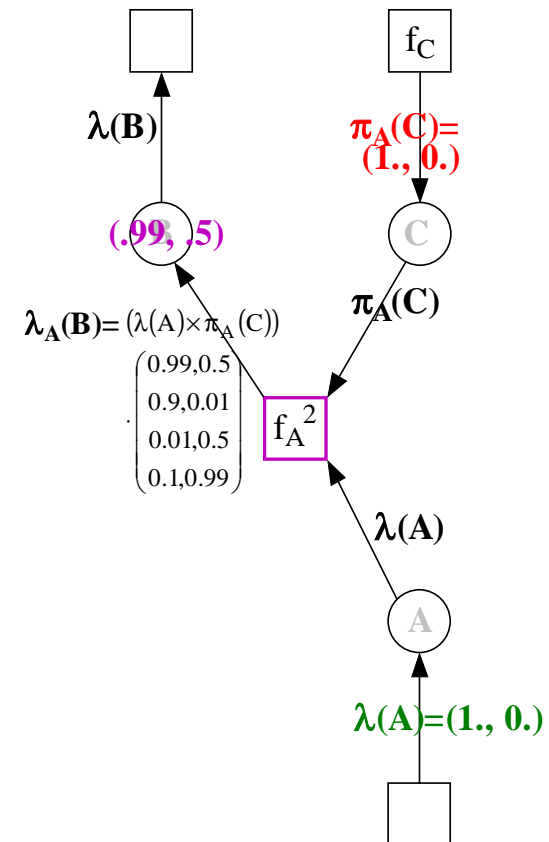 f_C
λ(B)
π_A(C)=
(1., 0.)
(.99, .5)
B
C
π_A(C)
λ_A(B)= (λ(A)×π_A(C))
· (0.99,0.5
0.9,0.01
0.01,0.5
0.1,0.99)
f_A^2
λ(A)
A
λ(A)=(1., 0.)